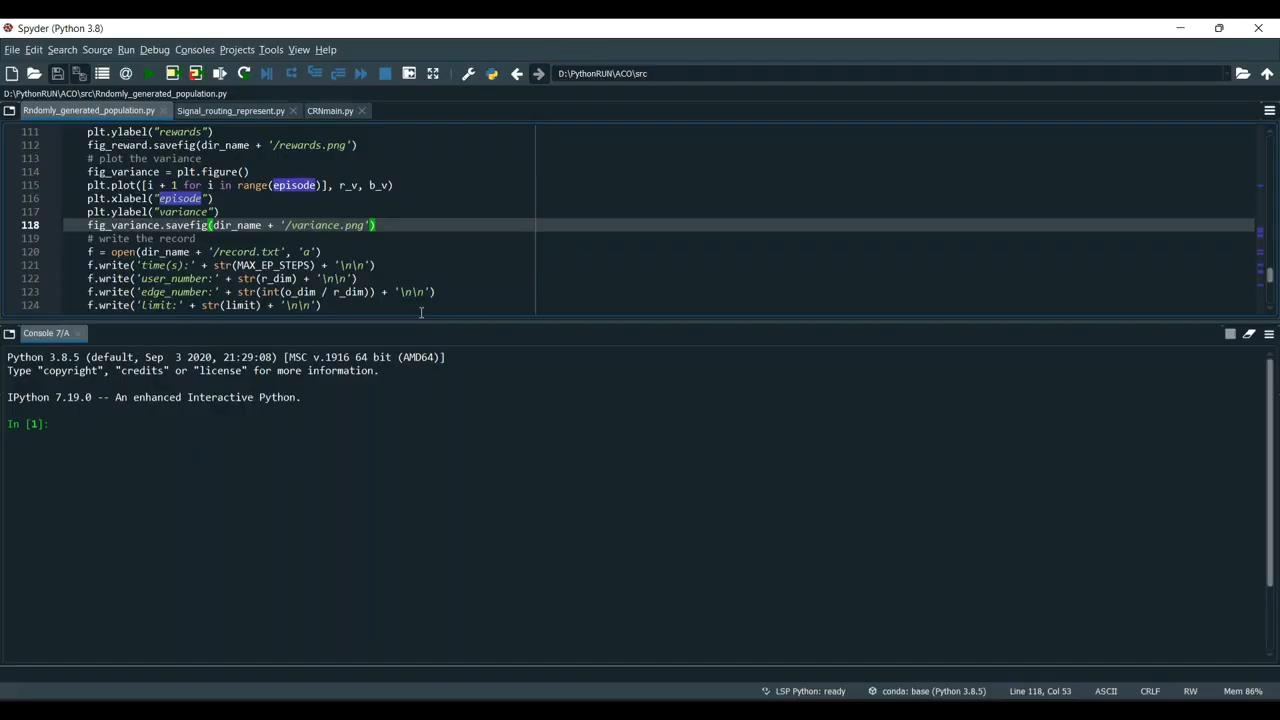 Spyder (Python 3.8)
File Edit Search Source Run Debug Consoles Projects Tools View Help
D:\PythonRUN\ACO\src
D:\PythonRUN\ACO\src\Rndomly_generated_population.py
Rndomly_generated_population.py Signal_routing_represent.py CRNmain.py
111 plt.ylabel("rewards")
112 fig_reward.savefig(dir_name + '/rewards.png')
113 # plot the variance
114 fig_variance = plt.figure()
115 plt.plot([i + 1 for i in range(episode)], r_v, b_v)
116 plt.xlabel("episode")
117 plt.ylabel("variance")
118 fig_variance.savefig(dir_name + '/variance.png')
119 # write the record
120 f = open(dir_name + '/record.txt', 'a')
121 f.write('time(s):' + str(MAX_EP_STEPS) + '\n\n')
122 f.write('user_number:' + str(r_dim) + '\n\n')
123 f.write('edge_number:' + str(int(o_dim / r_dim)) + '\n\n')
124 f.write('limit:' + str(limit) + '\n\n')
Console 7/A
Python 3.8.5 (default, Sep 3 2020, 21:29:08) [MSC v.1916 64 bit (AMD64)]
Type "copyright", "credits" or "license" for more information.
IPython 7.19.0 -- An enhanced Interactive Python.
In [1]:
LSP Python: ready conda: base (Python 3.8.5) Line 118, Col 53 ASCII CRLF RW Mem 86%